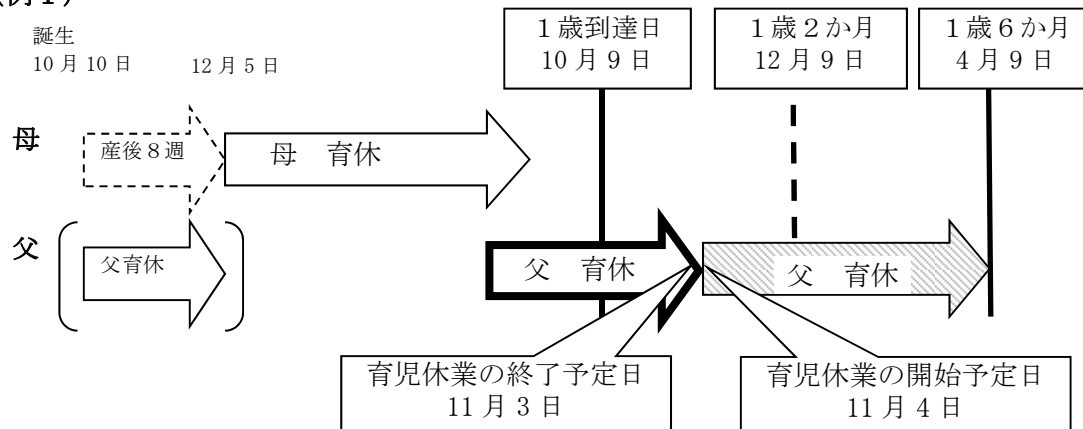 （例１）
誕生
10月10日
12月5日
１歳到達日
10月9日
１歳２か月
12月9日
１歳６か月
4月9日
母
産後８週
母　育休
父
父育休
父　育休
父　育休
育児休業の終了予定日
11月3日
育児休業の開始予定日
11月4日